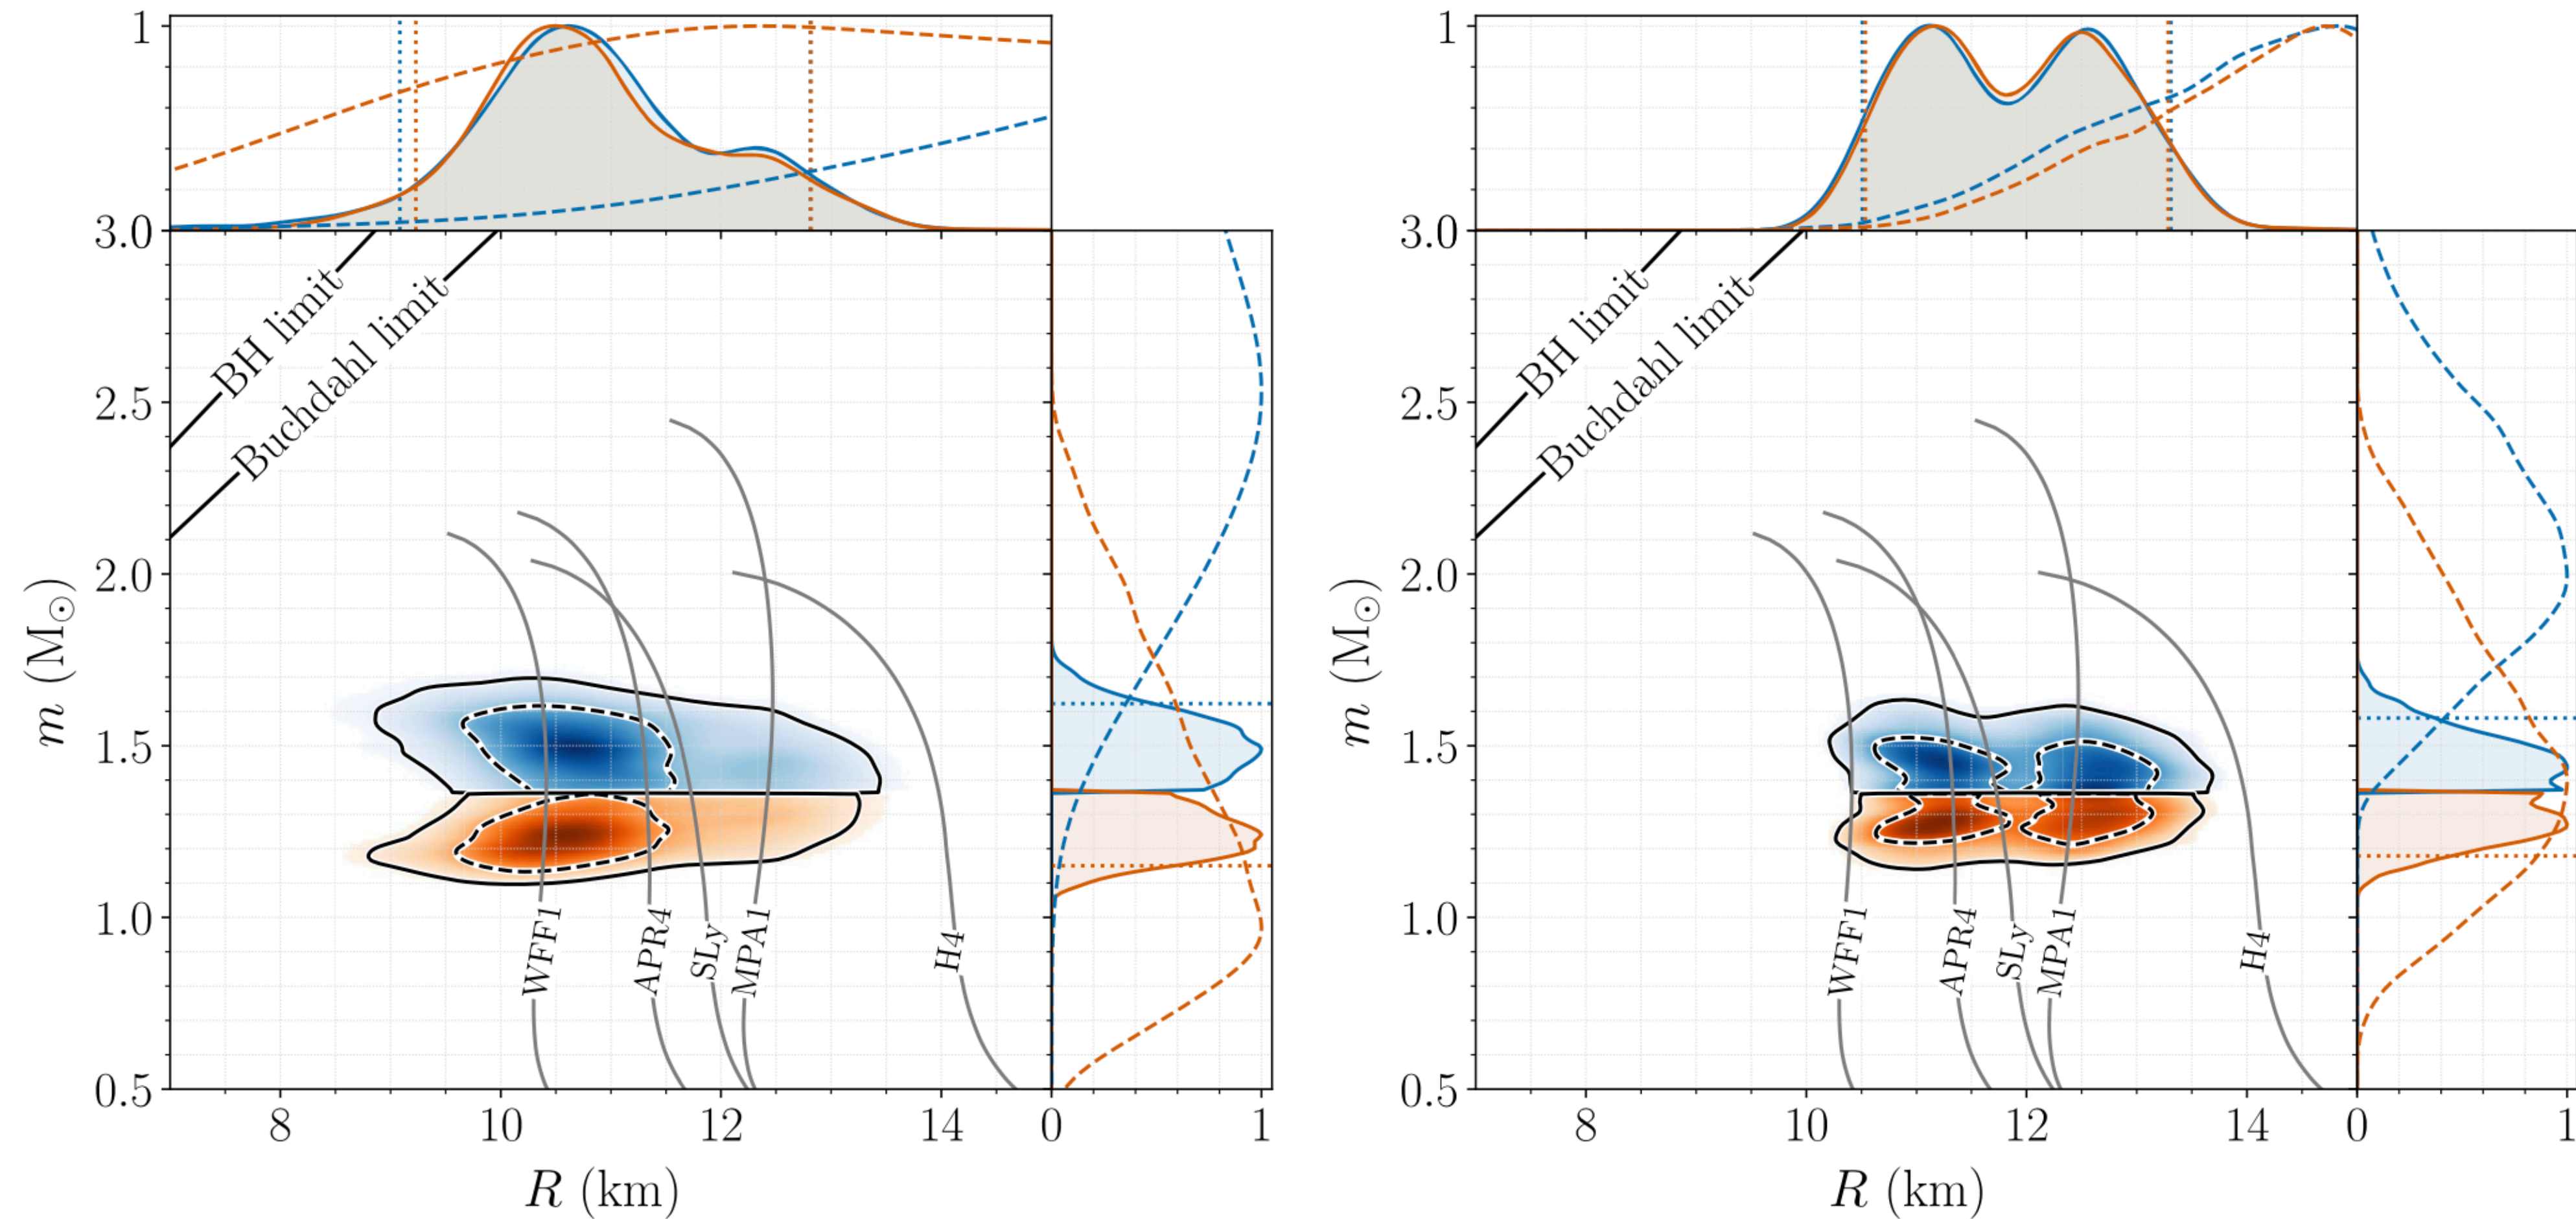 1
3.0
2.5
2.0
1.5
1.0
0.5
m (M⊙)
BH limit
Buchdahl limit
WFF1
APR4
SLy
MPA1
H4
8
10
12
14
0
1
R (km)
1
3.0
2.5
2.0
1.5
1.0
0.5
m (M⊙)
BH limit
Buchdahl limit
WFF1
APR4
SLy
MPA1
H4
8
10
12
14
0
1
R (km)